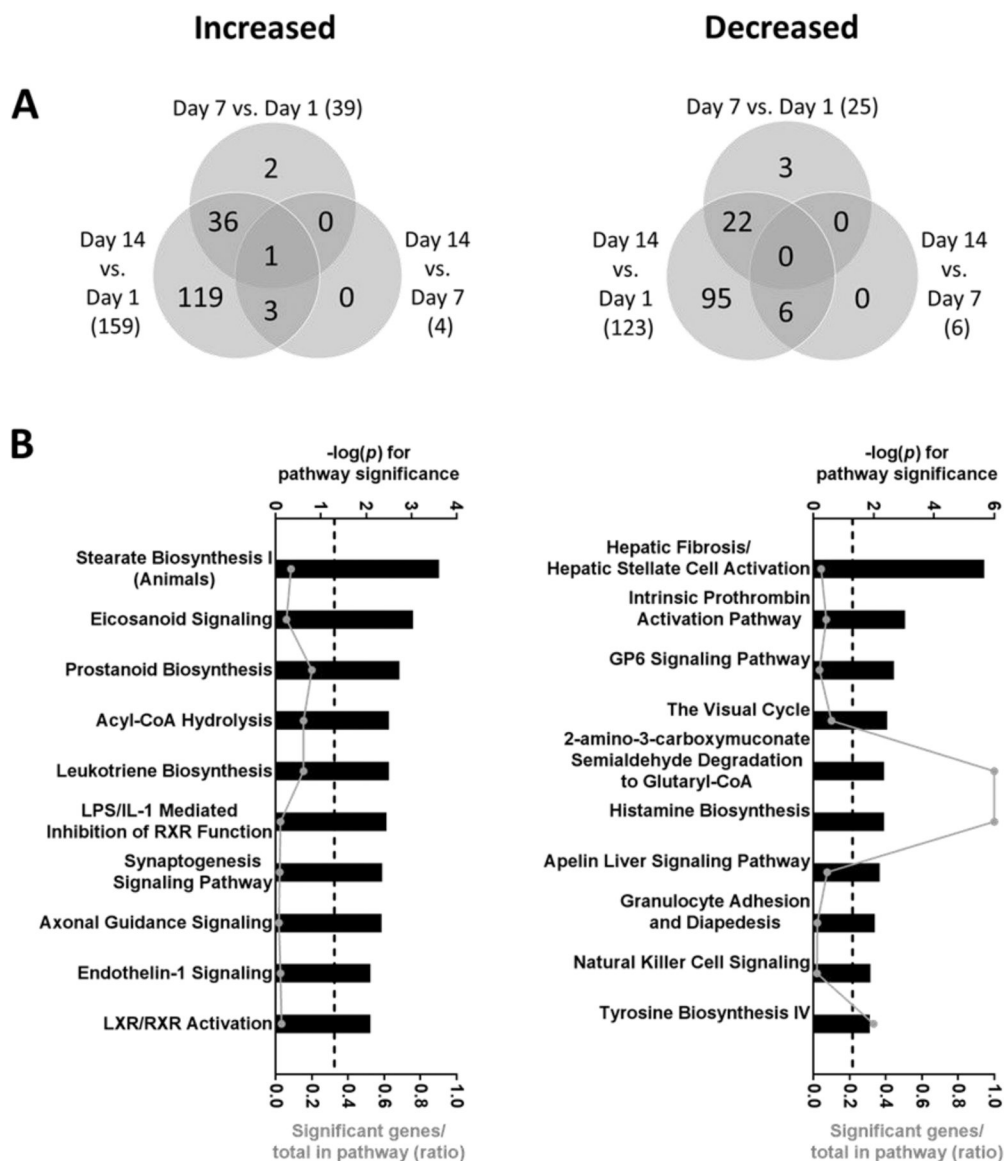 Increased
Decreased
A
Day 7 vs. Day 1 (39)
2
36
0
1
119
3
0
Day 14
vs.
Day 1
(159)
Day 14
vs.
Day 7
(4)
Day 7 vs. Day 1 (25)
3
22
0
0
95
6
0
Day 14
vs.
Day 1
(123)
Day 14
vs.
Day 7
(6)
B
-log(p) for
pathway significance
0 1 2 3 4
Stearate Biosynthesis I
(Animals)
Eicosanoid Signaling
Prostanoid Biosynthesis
Acyl-CoA Hydrolysis
Leukotriene Biosynthesis
LPS/IL-1 Mediated
Inhibition of RXR Function
Synaptogenesis
Signaling Pathway
Axonal Guidance Signaling
Endothelin-1 Signaling
LXR/RXR Activation
0.0 0.2 0.4 0.6 0.8 1.0
Significant genes/
total in pathway (ratio)
-log(p) for
pathway significance
0 2 4 6
Hepatic Fibrosis/
Hepatic Stellate Cell Activation
Intrinsic Prothrombin
Activation Pathway
GP6 Signaling Pathway
The Visual Cycle
2-amino-3-carboxymuconate
Semialdehyde Degradation
to Glutaryl-CoA
Histamine Biosynthesis
Apelin Liver Signaling Pathway
Granulocyte Adhesion
and Diapedesis
Natural Killer Cell Signaling
Tyrosine Biosynthesis IV
0.0 0.2 0.4 0.6 0.8 1.0
Significant genes/
total in pathway (ratio)